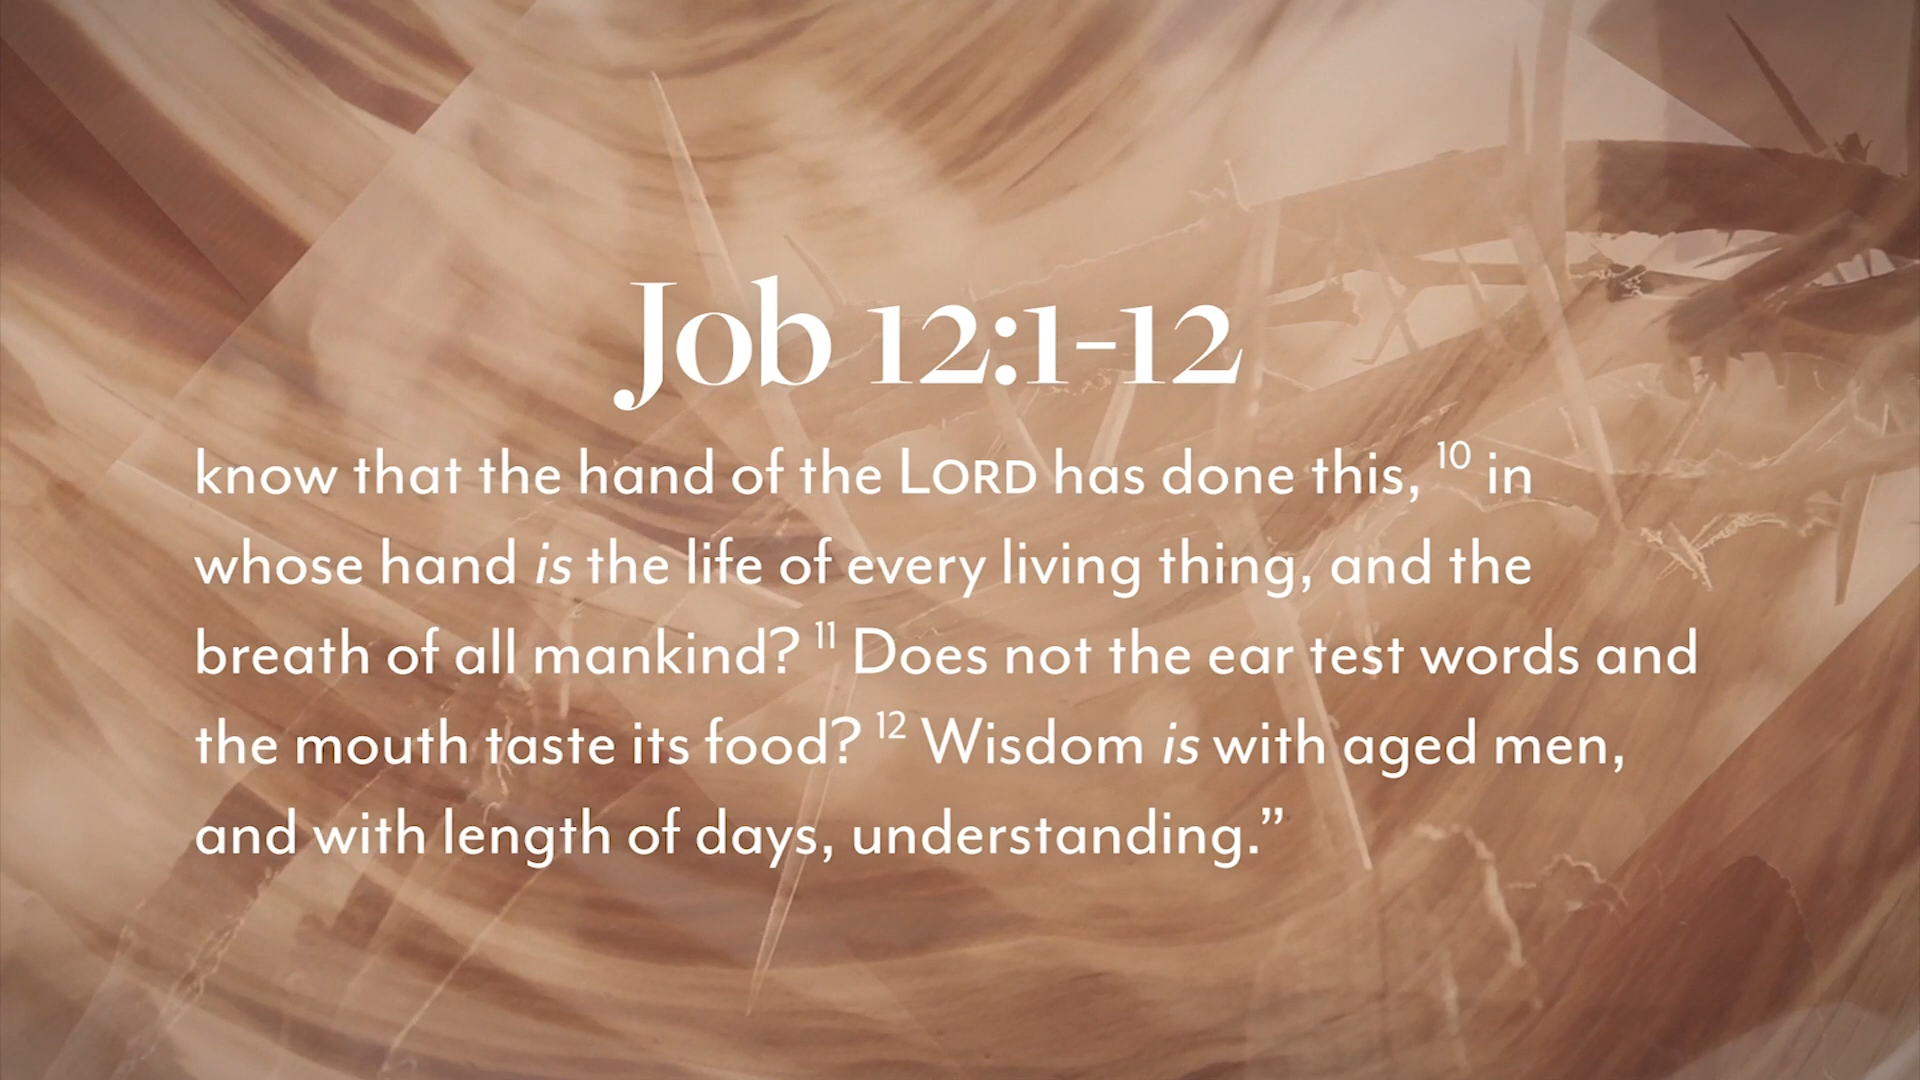 Job 12:1-12
know that the hand of the LORD has done this, 10 in
whose hand is the life of every living thing, and the
breath of all mankind? 11 Does not the ear test words and
the mouth taste its food? 12 Wisdom is with aged men,
and with length of days, understanding.”